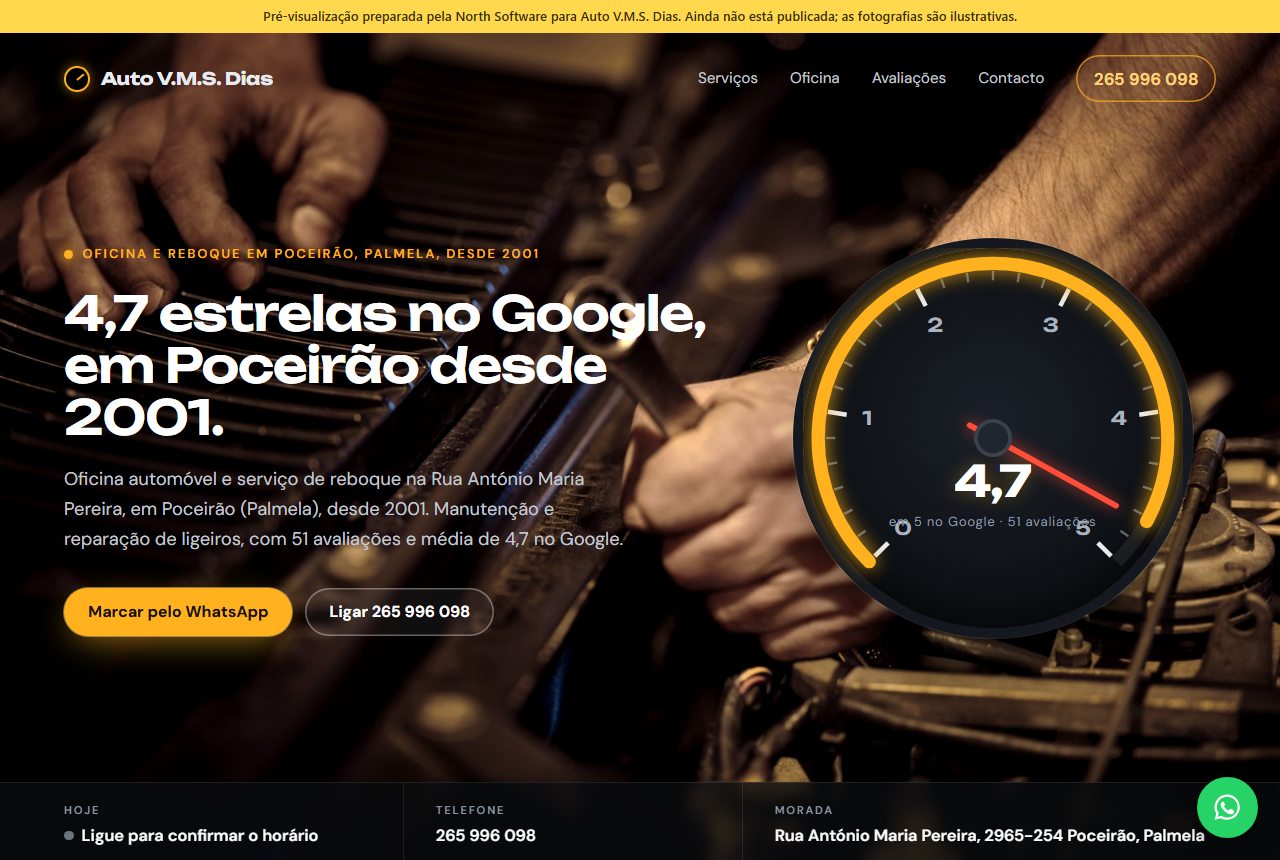 Pré-visualização preparada pela North Software para Auto V.M.S. Dias. Ainda não está publicada; as fotografias são ilustrativas.
Auto V.M.S. Dias
Serviços Oficina Avaliações Contacto 265 996 098
OFICINA E REBOQUE EM POCEIRÃO, PALMELA, DESDE 2001
4,7 estrelas no Google,
em Poceirão desde
2001.
Oficina automóvel e serviço de reboque na Rua António Maria
Pereira, em Poceirão (Palmela), desde 2001. Manutenção e
reparação de ligeiros, com 51 avaliações e média de 4,7 no Google.
Marcar pelo WhatsApp Ligar 265 996 098
2 3
1 4
4,7
em 5 no Google · 51 avaliações
0 5
HOJE
Ligue para confirmar o horário
TELEFONE
265 996 098
MORADA
Rua António Maria Pereira, 2965-254 Poceirão, Palmela